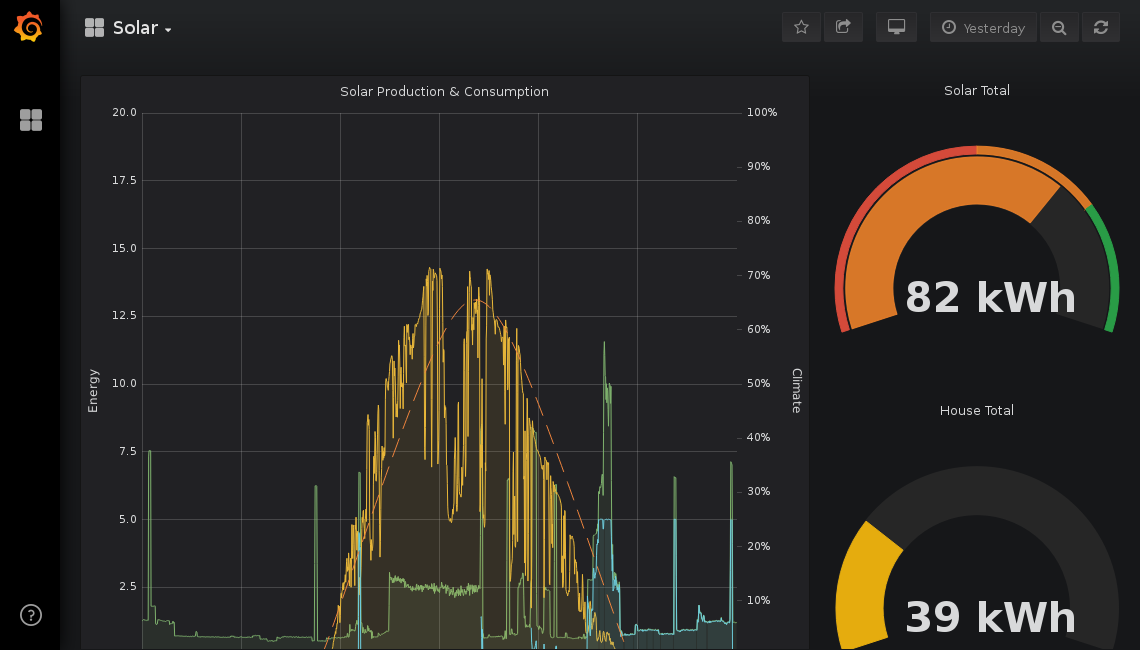 Solar
Yesterday
Solar Production & Consumption
20.0
17.5
15.0
12.5
10.0
7.5
5.0
2.5
Energy
100%
90%
80%
70%
60%
50%
40%
30%
20%
10%
Climate
Solar Total
82 kWh
House Total
39 kWh
?